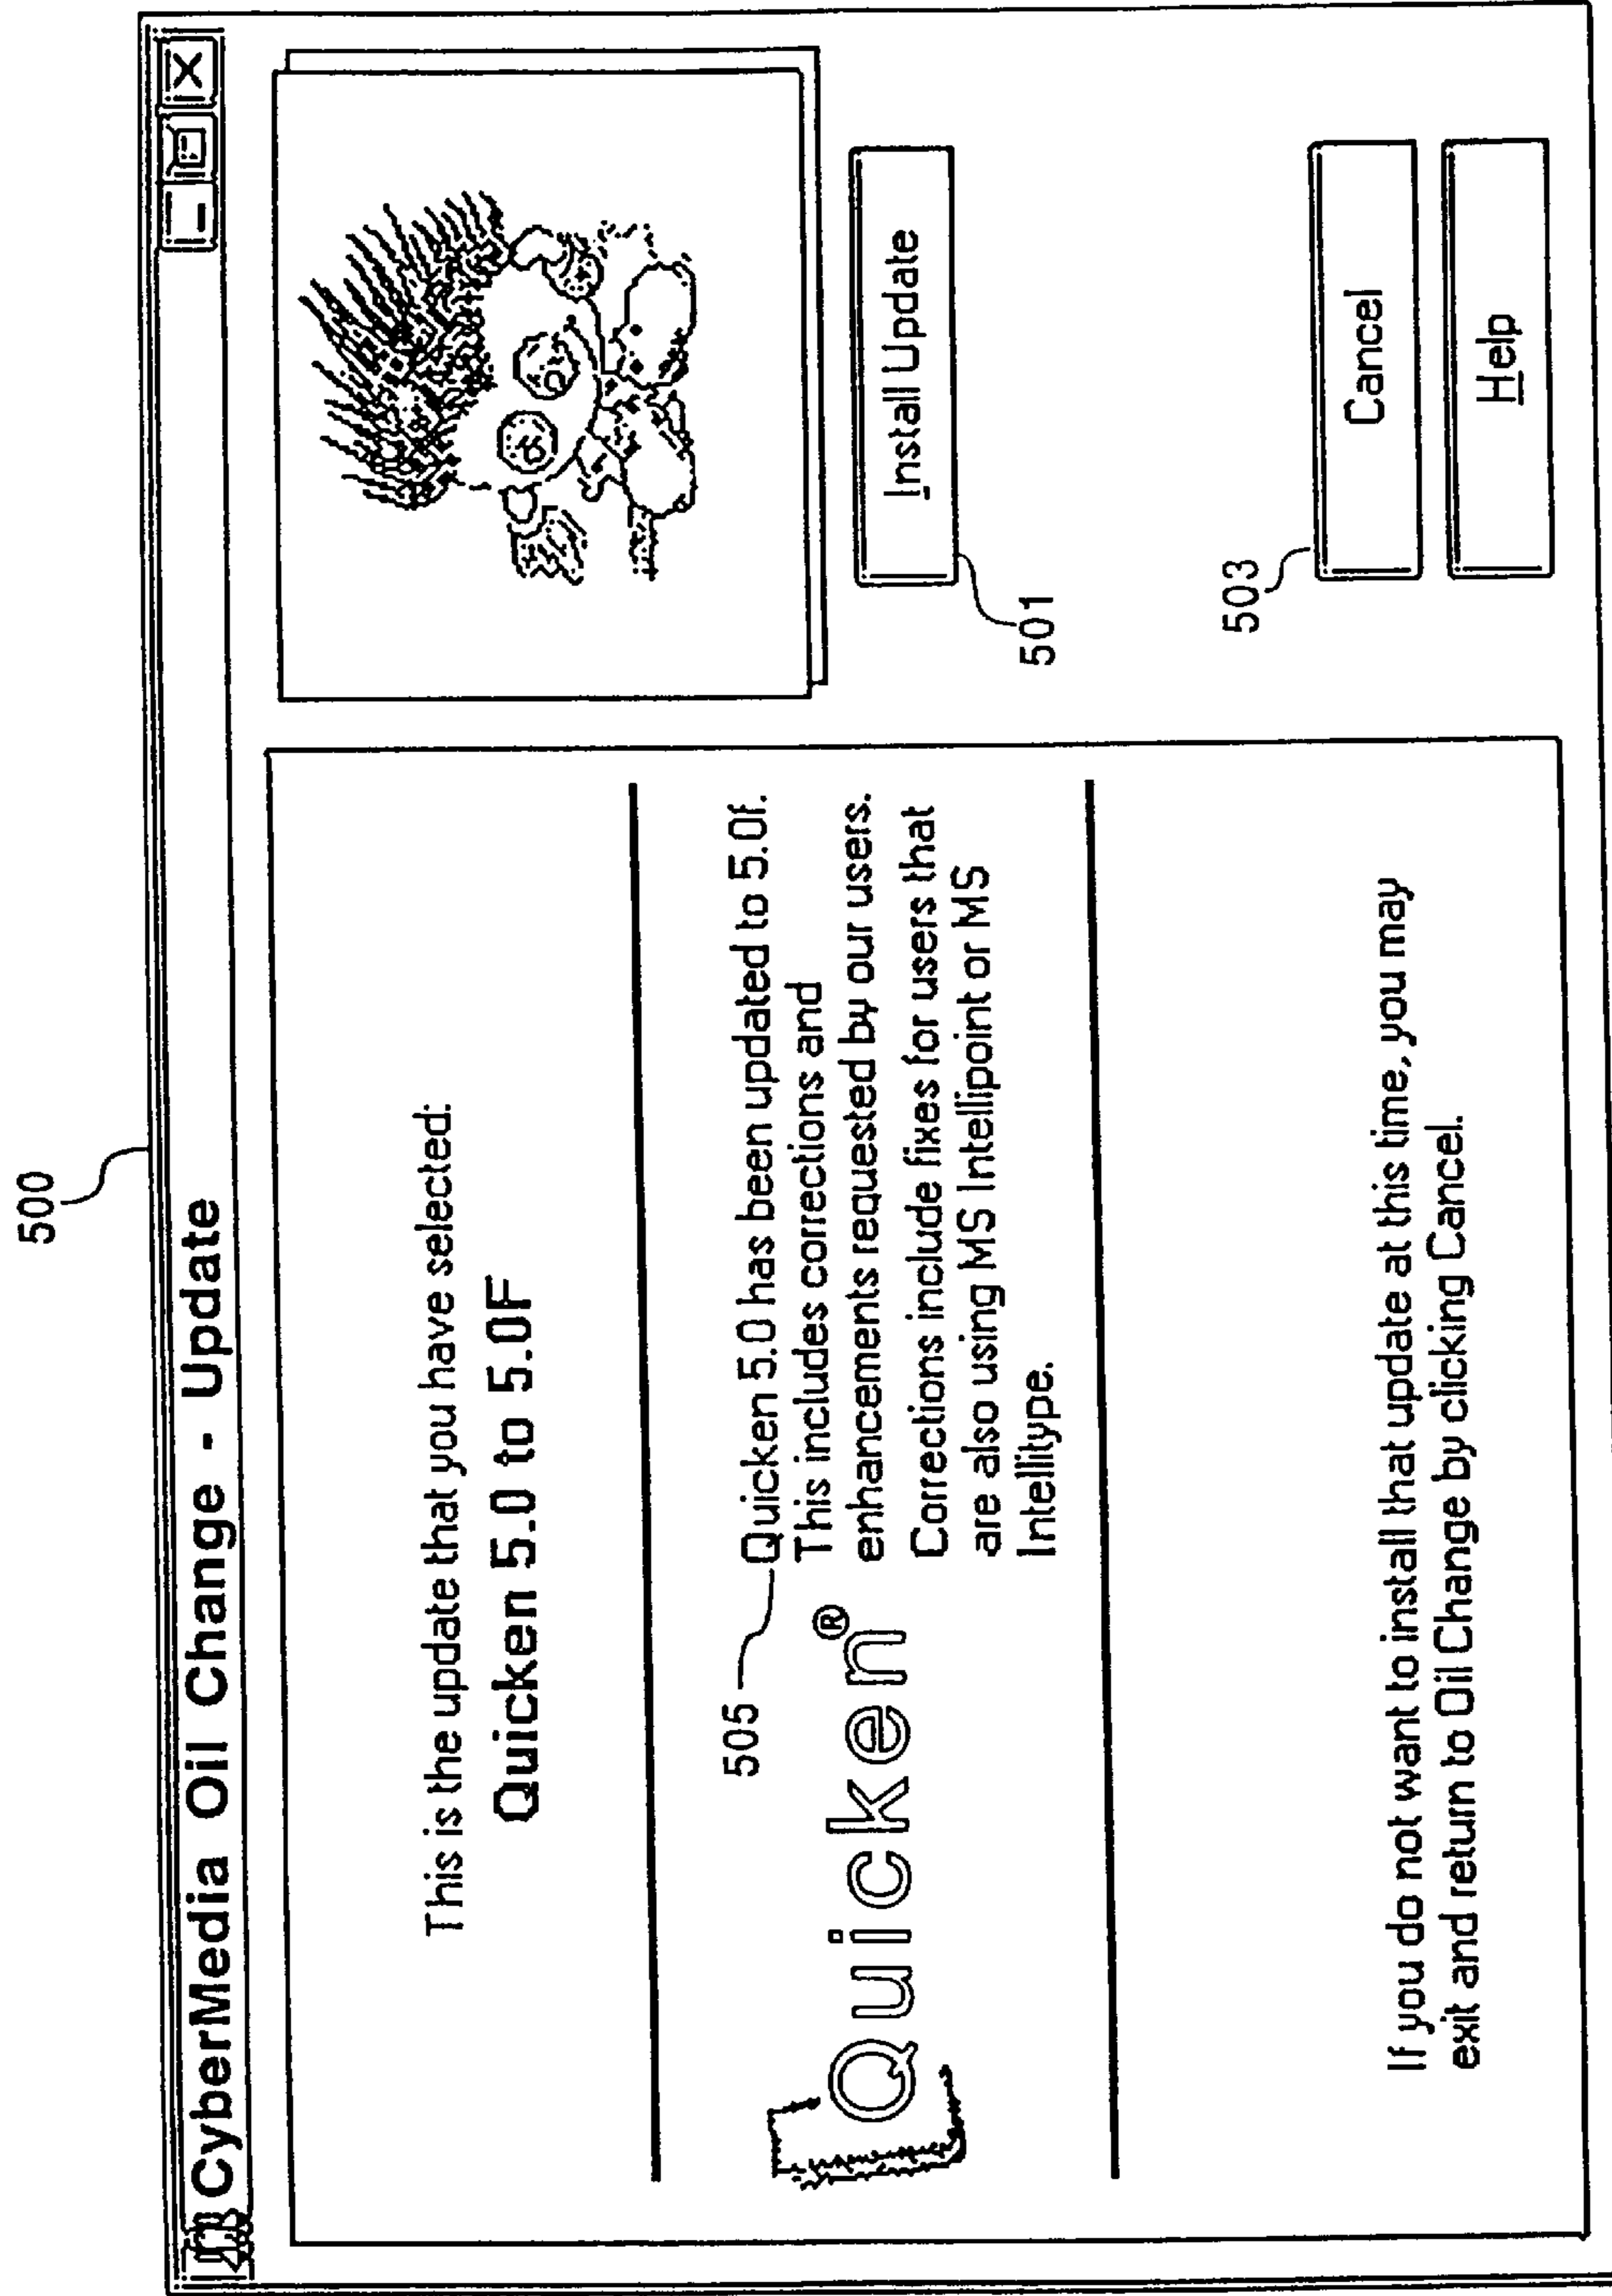 500
CyberMedia Oil Change - Update
This is the update that you have selected:
Quicken 5.0 to 5.0F
505
Quicken®
Quicken 5.0 has been updated to 5.0f.
This includes corrections and
enhancements requested by our users.
Corrections include fixes for users that
are also using MS Intellipoint or MS
Intellitype.
If you do not want to install that update at this time, you may
exit and return to Oil Change by clicking Cancel.
Install Update
501
503
Cancel
Help